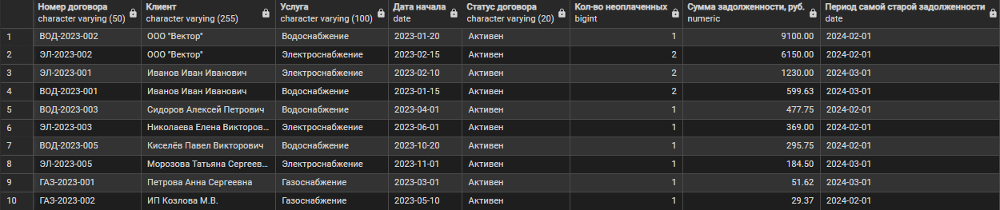 Номер договора Клиент Услуга Дата начала Статус договора Кол-во неоплаченных Сумма задолженности, руб. Период самой старой задолженности
character varying (50) character varying (255) character varying (100) date character varying (20) bigint numeric date
1 ВОД-2023-002 ООО "Вектор" Водоснабжение 2023-01-20 Активен 1 9100.00 2024-02-01
2 ЭЛ-2023-002 ООО "Вектор" Электроснабжение 2023-02-15 Активен 2 6150.00 2024-02-01
3 ЭЛ-2023-001 Иванов Иван Иванович Электроснабжение 2023-02-10 Активен 2 1230.00 2024-03-01
4 ВОД-2023-001 Иванов Иван Иванович Водоснабжение 2023-01-15 Активен 2 599.63 2024-03-01
5 ВОД-2023-003 Сидоров Алексей Петрович Водоснабжение 2023-04-01 Активен 1 477.75 2024-02-01
6 ЭЛ-2023-003 Николаева Елена Викторов... Электроснабжение 2023-06-01 Активен 1 369.00 2024-02-01
7 ВОД-2023-005 Киселёв Павел Викторович Водоснабжение 2023-10-20 Активен 1 295.75 2024-02-01
8 ЭЛ-2023-005 Морозова Татьяна Сергеев... Электроснабжение 2023-11-01 Активен 1 184.50 2024-03-01
9 ГАЗ-2023-001 Петрова Анна Сергеевна Газоснабжение 2023-03-01 Активен 1 51.62 2024-03-01
10 ГАЗ-2023-002 ИП Козлова М.В. Газоснабжение 2023-05-10 Активен 1 29.37 2024-02-01